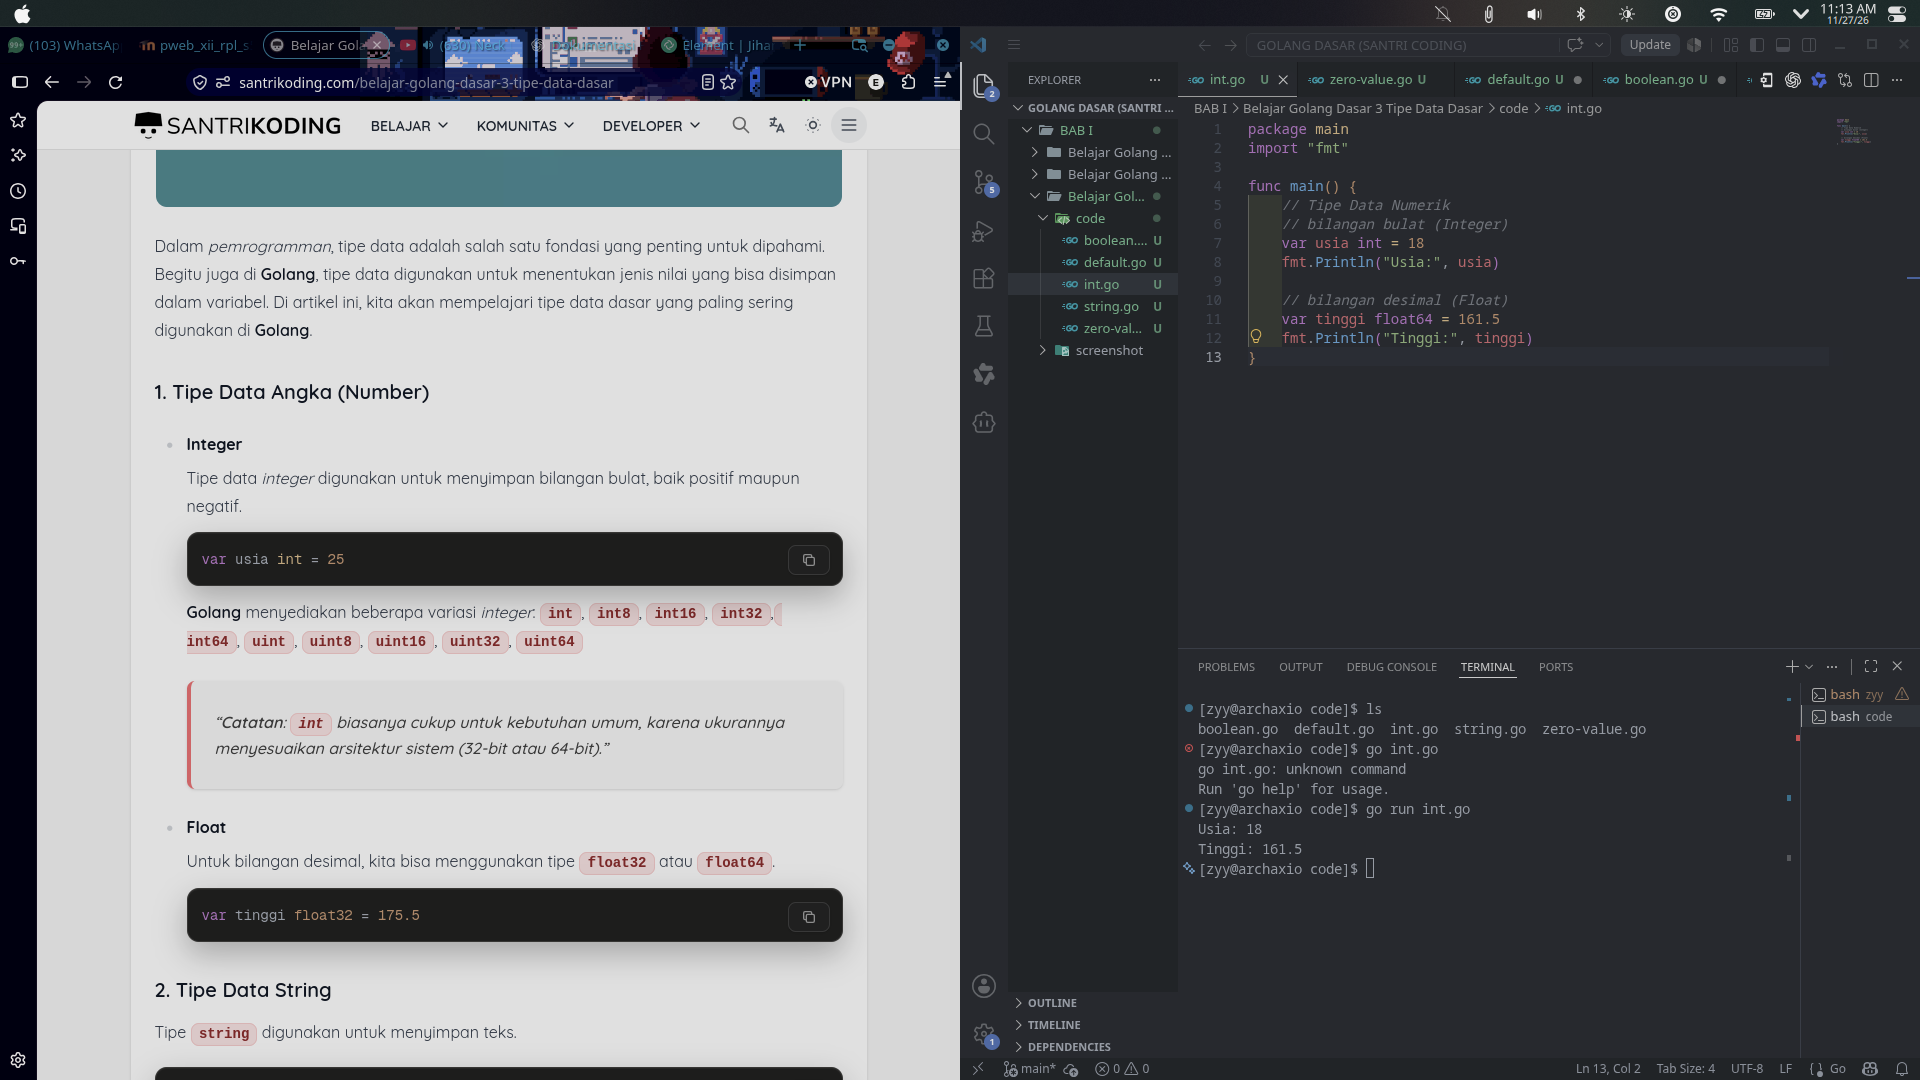 11:13 AM
11/27/26
(103) WhatsAp
pweb_xii_rpl_s
Belajar Gola
(630) Neck
Dokumentasi
Element | Jiha
santrikoding.com/belajar-golang-dasar-3-tipe-data-dasar
VPN
E
SANTRIKODING
BELAJAR
KOMUNITAS
DEVELOPER
Dalam pemrogramman, tipe data adalah salah satu fondasi yang penting untuk dipahami.
Begitu juga di Golang, tipe data digunakan untuk menentukan jenis nilai yang bisa disimpan
dalam variabel. Di artikel ini, kita akan mempelajari tipe data dasar yang paling sering
digunakan di Golang.
1. Tipe Data Angka (Number)
Integer
Tipe data integer digunakan untuk menyimpan bilangan bulat, baik positif maupun
negatif.
var usia int = 25
Golang menyediakan beberapa variasi integer: int, int8, int16, int32,
int64, uint, uint8, uint16, uint32, uint64
“Catatan: int biasanya cukup untuk kebutuhan umum, karena ukurannya
menyesuaikan arsitektur sistem (32-bit atau 64-bit).”
Float
Untuk bilangan desimal, kita bisa menggunakan tipe float32 atau float64.
var tinggi float32 = 175.5
2. Tipe Data String
Tipe string digunakan untuk menyimpan teks.
GOLANG DASAR (SANTRI CODING)
Update
EXPLORER
GOLANG DASAR (SANTRI ...
BAB I
Belajar Golang ...
Belajar Golang ...
Belajar Gol...
code
boolean.... U
default.go U
int.go U
string.go U
zero-val... U
screenshot
OUTLINE
TIMELINE
DEPENDENCIES
2
5
1
int.go U
zero-value.go U
default.go U
boolean.go U
BAB I > Belajar Golang Dasar 3 Tipe Data Dasar > code > int.go
1 package main
2 import "fmt"
3
4 func main() {
5 // Tipe Data Numerik
6 // bilangan bulat (Integer)
7 var usia int = 18
8 fmt.Println("Usia:", usia)
9
10 // bilangan desimal (Float)
11 var tinggi float64 = 161.5
12 fmt.Println("Tinggi:", tinggi)
13 }
PROBLEMS OUTPUT DEBUG CONSOLE TERMINAL PORTS
[zyy@archaxio code]$ ls
boolean.go default.go int.go string.go zero-value.go
[zyy@archaxio code]$ go int.go
go int.go: unknown command
Run 'go help' for usage.
[zyy@archaxio code]$ go run int.go
Usia: 18
Tinggi: 161.5
[zyy@archaxio code]$
bash zyy
bash code
main* 0 0
Ln 13, Col 2 Tab Size: 4 UTF-8 LF { } Go